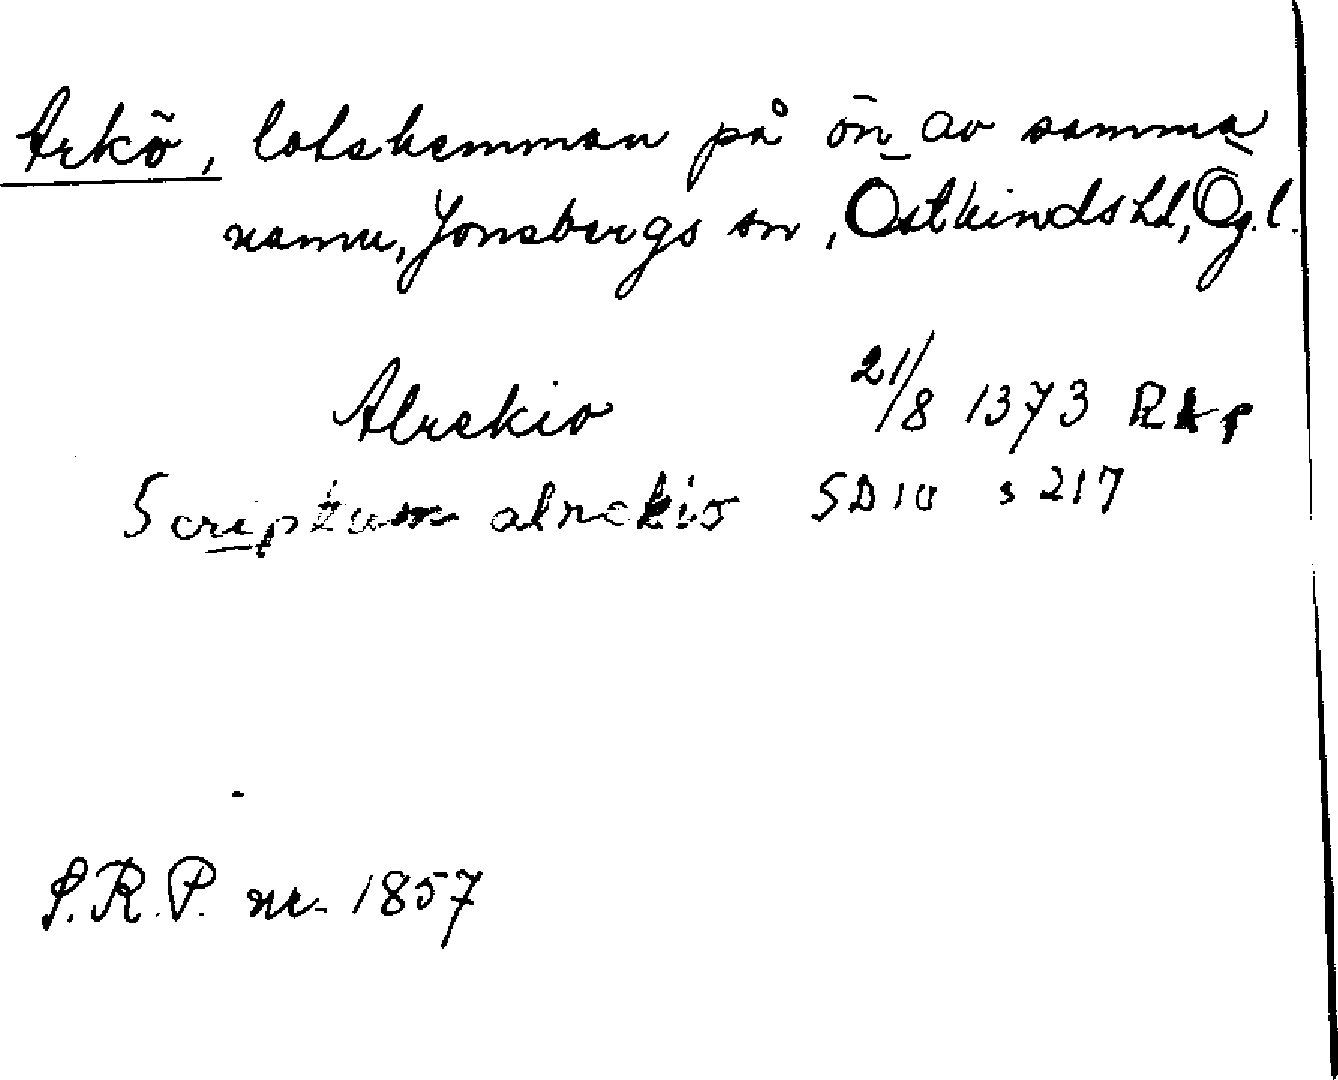 Arkö, lotshemman på ön av samma
namn, Jonsbergs sn, Östkinds hd, Ög.l.
Alrekio 21/8 1373 RAp
Scriptum alrekio SD 10 s 217
S.R.P. nr. 1857